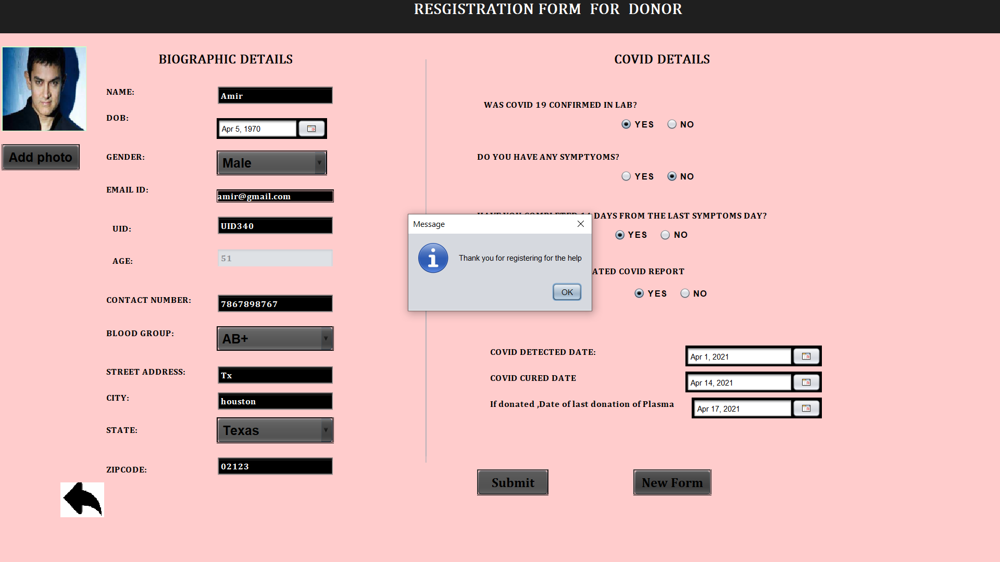 RESGISTRATION FORM FOR DONOR
BIOGRAPHIC DETAILS
NAME: Amir
DOB: Apr 5, 1970
Add photo
GENDER: Male
EMAIL ID: amir@gmail.com
UID: UID340
AGE: 51
CONTACT NUMBER: 7867898767
BLOOD GROUP: AB+
STREET ADDRESS: Tx
CITY: houston
STATE: Texas
ZIPCODE: 02123
COVID DETAILS
WAS COVID 19 CONFIRMED IN LAB?
YES NO
DO YOU HAVE ANY SYMPTYOMS?
YES NO
HAVE YOU COMPLETED 14 DAYS FROM THE LAST SYMPTOMS DAY?
YES NO
COVID REPORT
YES NO
Message
Thank you for registering for the help
OK
COVID DETECTED DATE: Apr 1, 2021
COVID CURED DATE Apr 14, 2021
If donated ,Date of last donation of Plasma Apr 17, 2021
Submit New Form